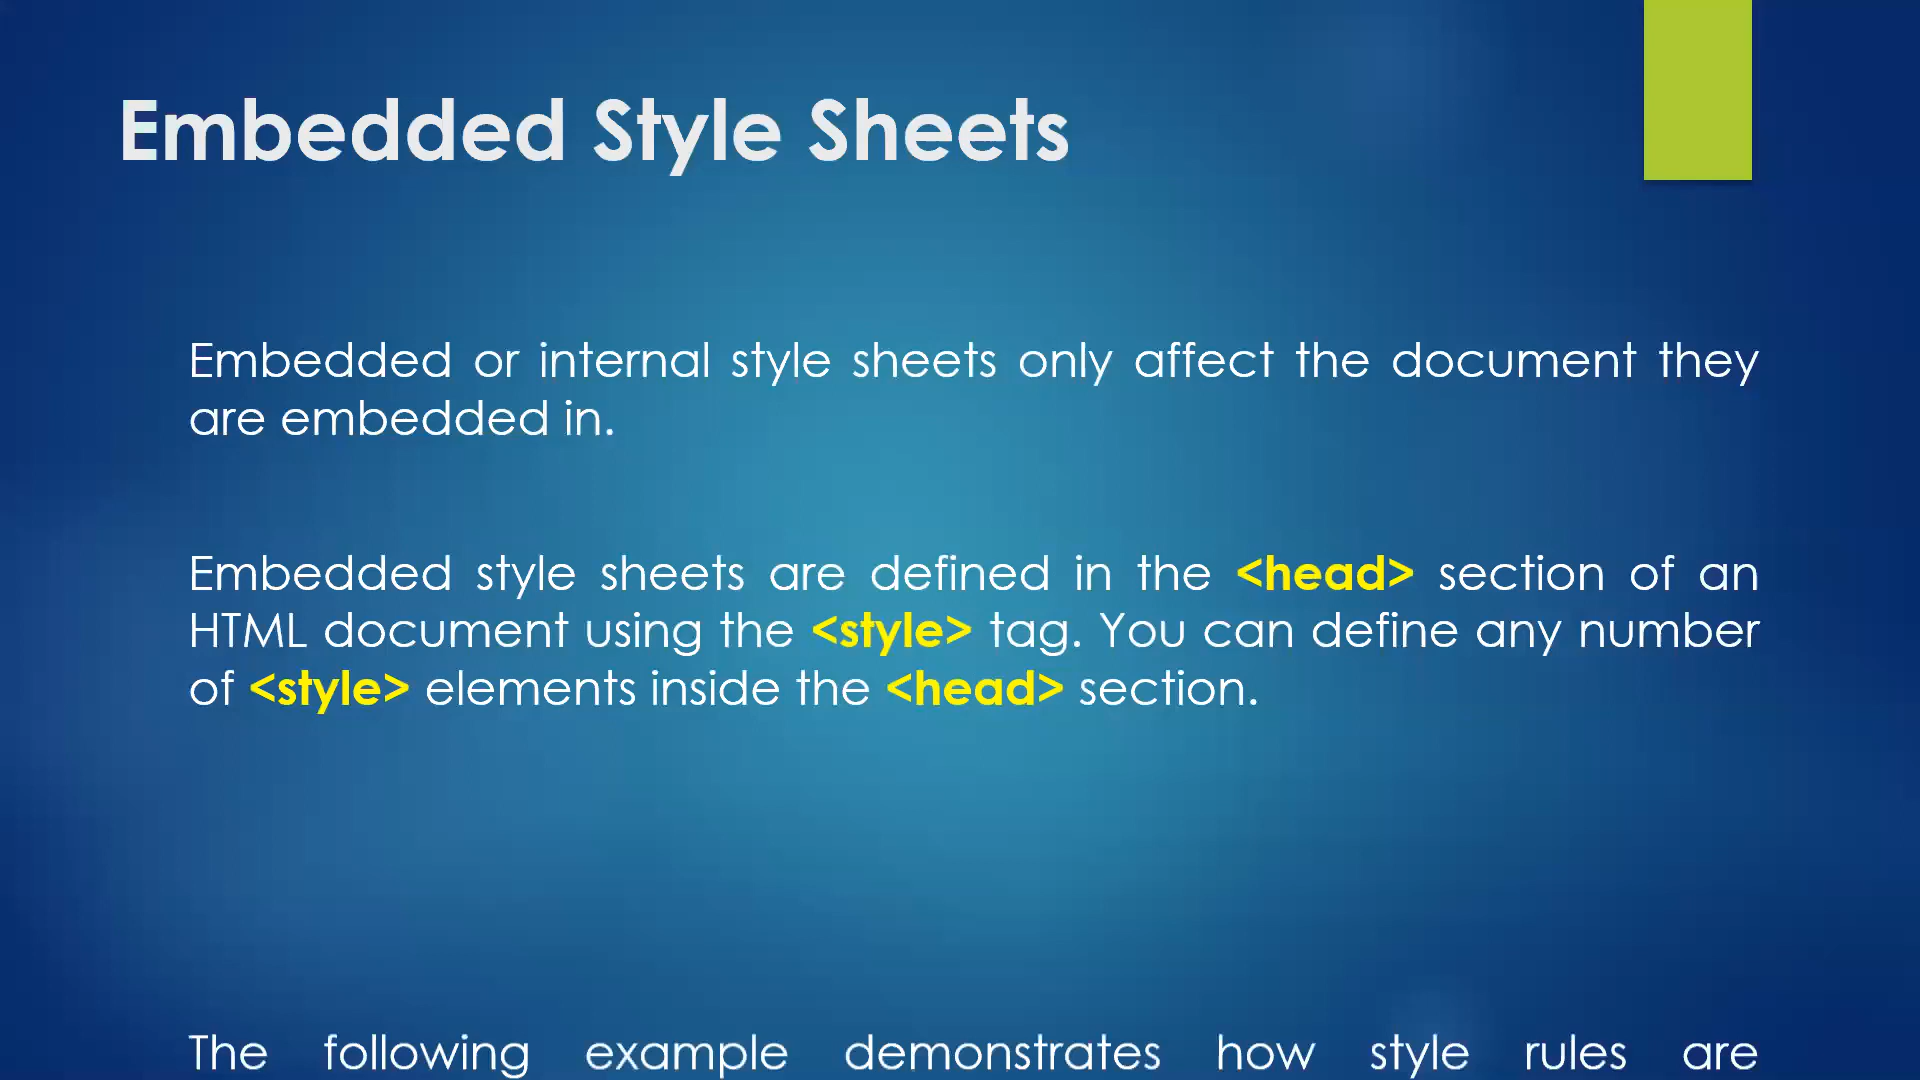 Embedded Style Sheets
Embedded or internal style sheets only affect the document they
are embedded in.
Embedded style sheets are defined in the <head> section of an
HTML document using the <style> tag. You can define any number
of <style> elements inside the <head> section.
The following example demonstrates how style rules are